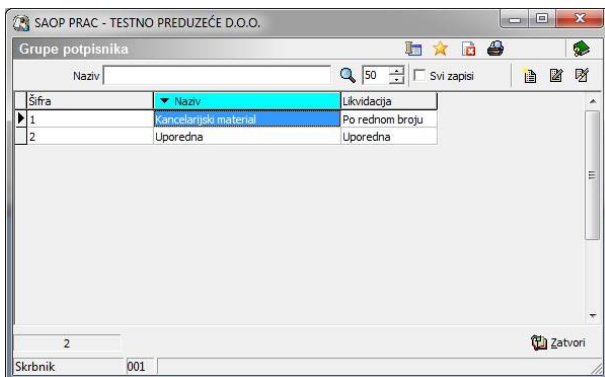 SAOP PRAC - TESTNO PREDUZEĆE D.O.O.
Grupe potpisnika
Naziv 50 Svi zapisi
Šifra Naziv Likvidacija
1 Kancelarijski material Po rednom broju
2 Uporedna Uporedna
2 Zatvori
Skrbnik 001